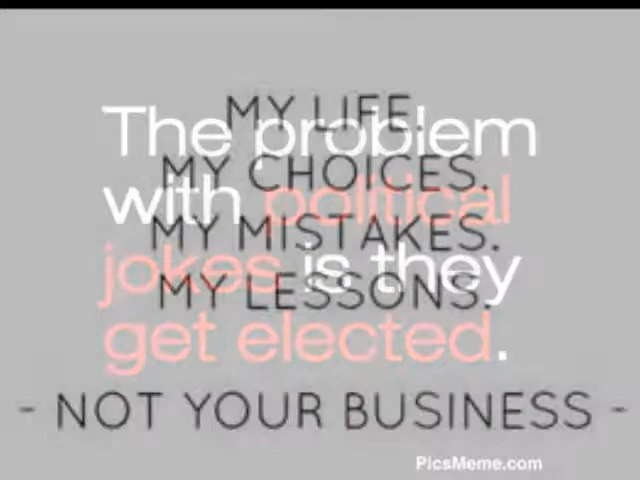 MY LIFE.
The problem
MY CHOICES.
with political
MY MISTAKES.
jokes is they
MY LESSONS.
get elected.
- NOT YOUR BUSINESS -
PicsMeme.com